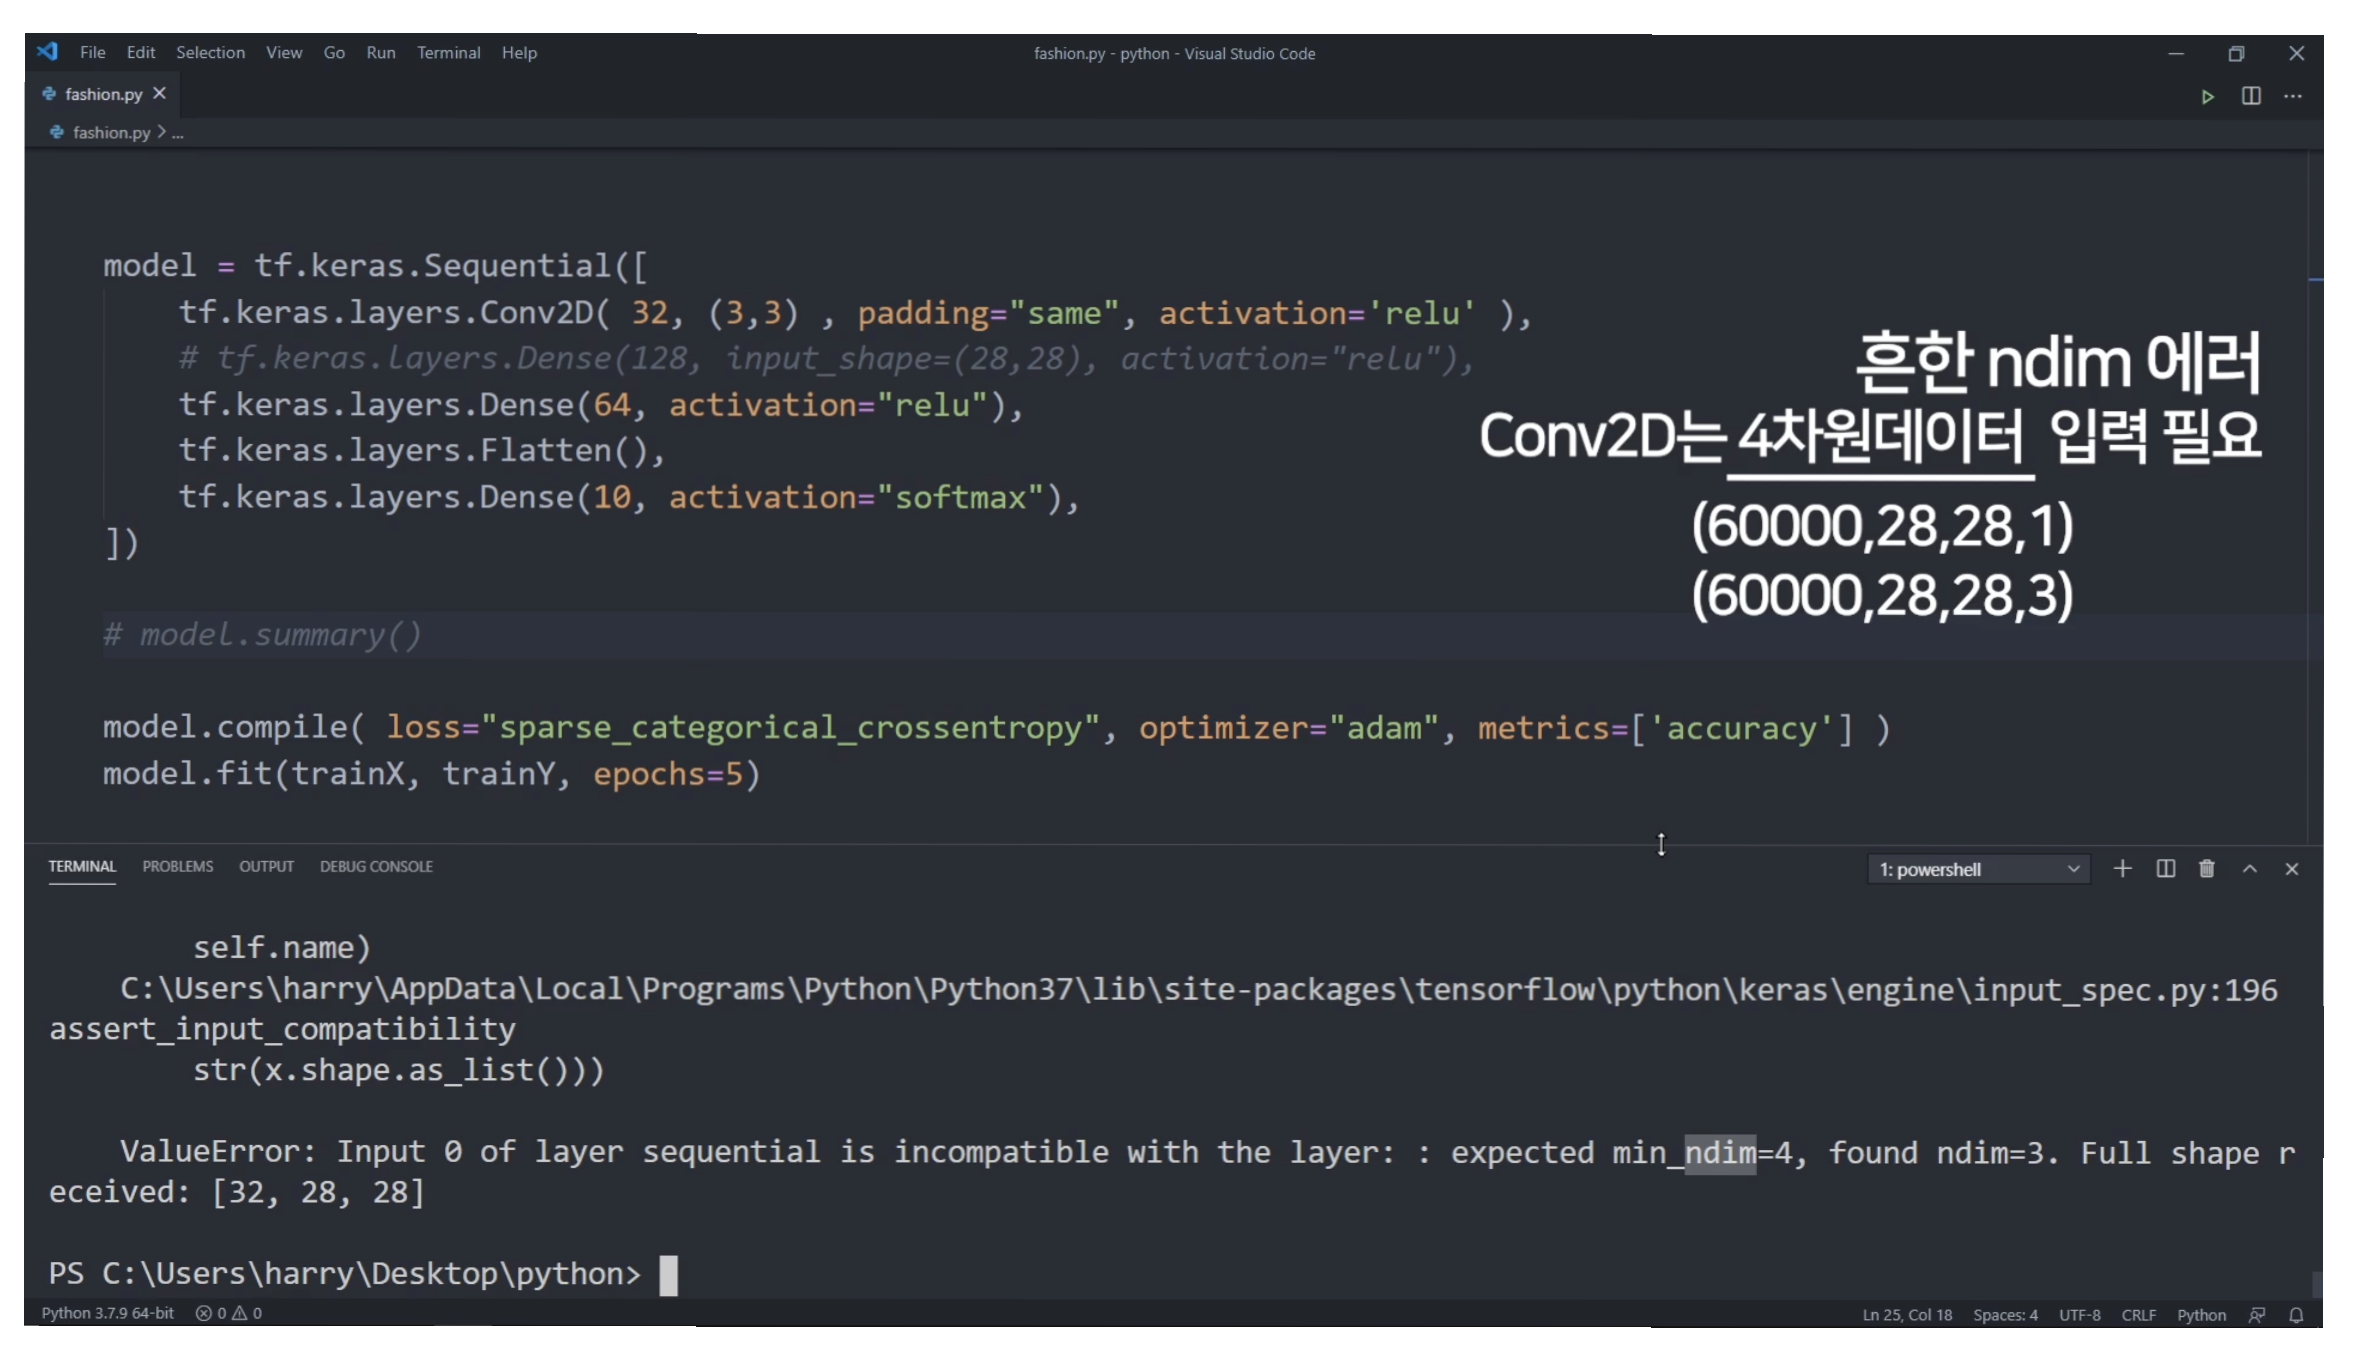 File Edit Selection View Go Run Terminal Help
fashion.py - python - Visual Studio Code
fashion.py
fashion.py > ...
model = tf.keras.Sequential([
tf.keras.layers.Conv2D( 32, (3,3) , padding="same", activation='relu' ),
# tf.keras.layers.Dense(128, input_shape=(28,28), activation="relu"),
tf.keras.layers.Dense(64, activation="relu"),
tf.keras.layers.Flatten(),
tf.keras.layers.Dense(10, activation="softmax"),
])
흔한 ndim 에러
Conv2D는 4차원데이터 입력 필요
(60000,28,28,1)
(60000,28,28,3)
# model.summary()
model.compile( loss="sparse_categorical_crossentropy", optimizer="adam", metrics=['accuracy'] )
model.fit(trainX, trainY, epochs=5)
TERMINAL PROBLEMS OUTPUT DEBUG CONSOLE
1: powershell
self.name)
C:\Users\harry\AppData\Local\Programs\Python\Python37\lib\site-packages\tensorflow\python\keras\engine\input_spec.py:196
assert_input_compatibility
str(x.shape.as_list()))
ValueError: Input 0 of layer sequential is incompatible with the layer: : expected min_ndim=4, found ndim=3. Full shape r
eceived: [32, 28, 28]
PS C:\Users\harry\Desktop\python>
Python 3.7.9 64-bit 0 0
Ln 25, Col 18 Spaces: 4 UTF-8 CRLF Python